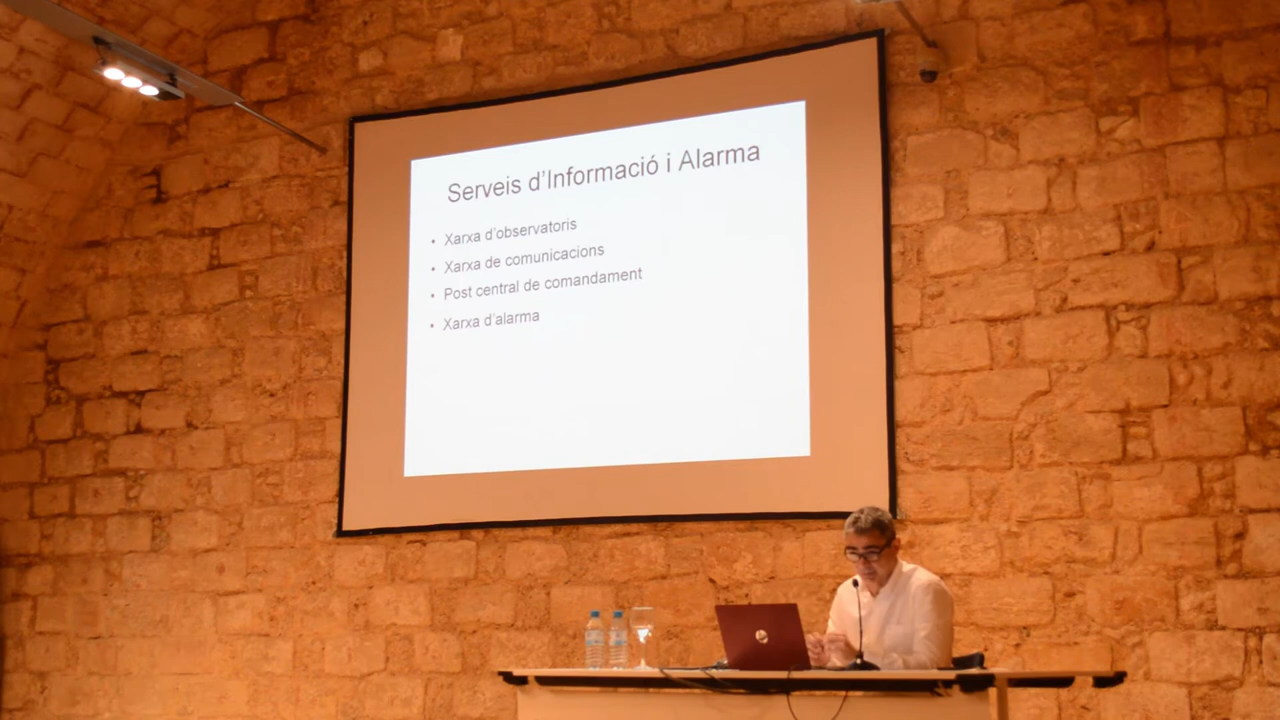 Serveis d'Informació i Alarma
• Xarxa d'observatoris
• Xarxa de comunicacions
• Post central de comandament
• Xarxa d'alarma